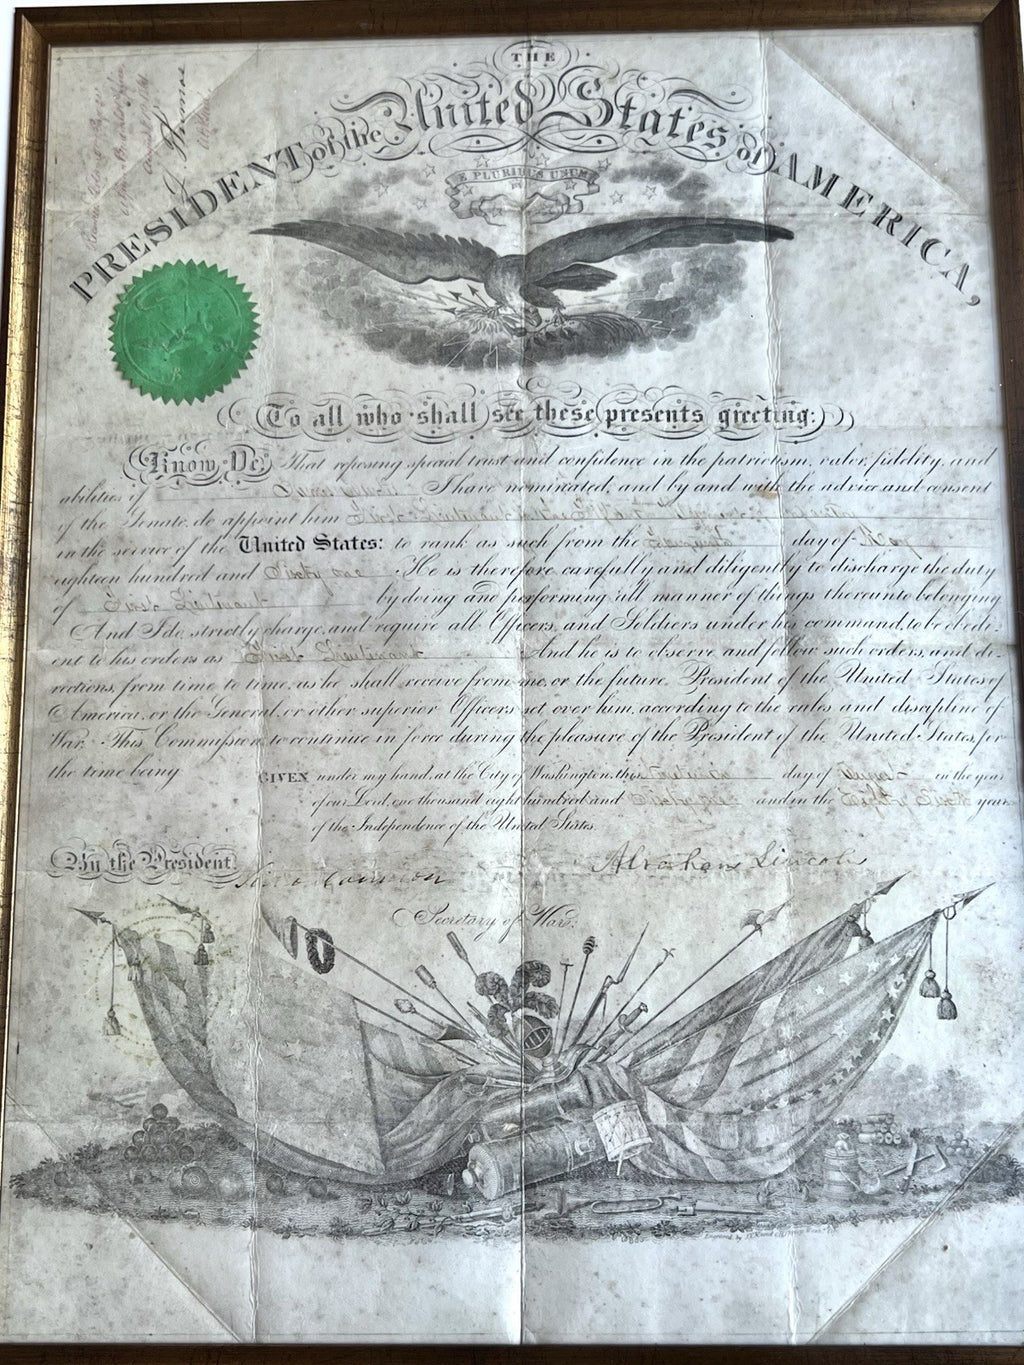 THE
PRESIDENT of the United States of AMERICA,
E PLURIBUS UNUM
To all who shall see these presents greeting:
Know Ye, That reposing special trust and confidence in the patriotism, valor, fidelity, and
abilities of I have nominated, and by and with the advice and consent
of the Senate, do appoint him First Lieutenant in the
in the service of the United States: to rank as such from the day of May
eighteen hundred and Sixty one He is therefore carefully and diligently to discharge the duty
of First Lieutenant by doing and performing all manner of things thereunto belonging
And I do strictly charge, and require all Officers, and Soldiers under his command, to be obedi-
ent to his orders as First Lieutenant And he is to observe and follow such orders, and di-
rections, from time to time, as he shall receive from me, or the future President of the United States of
America, or the General, or other superior Officers set over him, according to the rules and discipline of
War. This Commission to continue in force during the pleasure of the President of the United States, for
the time being.
GIVEN under my hand, at the City of Washington, this day of in the year
of our Lord, one thousand eight hundred and Sixty one and in the Eighty Sixth year
of the Independence of the United States.
By the President,
Abraham Lincoln
Simon Cameron
Secretary of War.
Engraved by